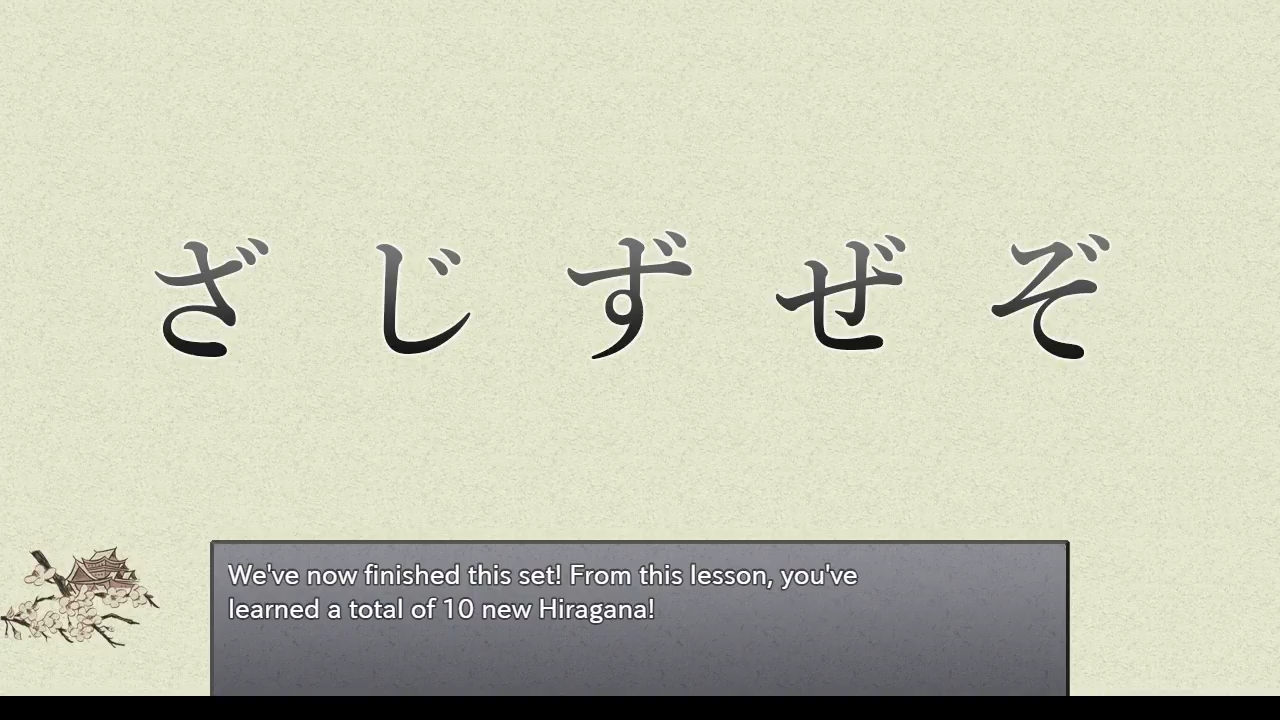 ざ じ ず ぜ ぞ
We've now finished this set! From this lesson, you've
learned a total of 10 new Hiragana!